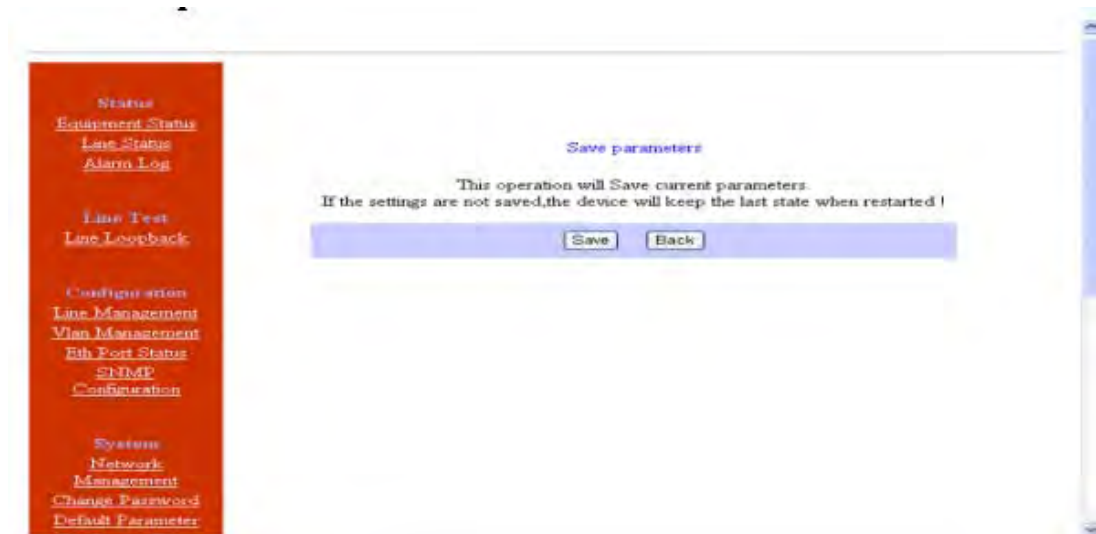 Status
Equipment Status
Line Status
Alarm Log
Line Test
Line Loopback
Configuration
Line Management
Vlan Management
Eth Port Status
SNMP
Configuration
System
Network
Management
Change Password
Default Parameter
Save parameters
This operation will Save current parameters.
If the settings are not saved,the device will keep the last state when restarted !
Save Back